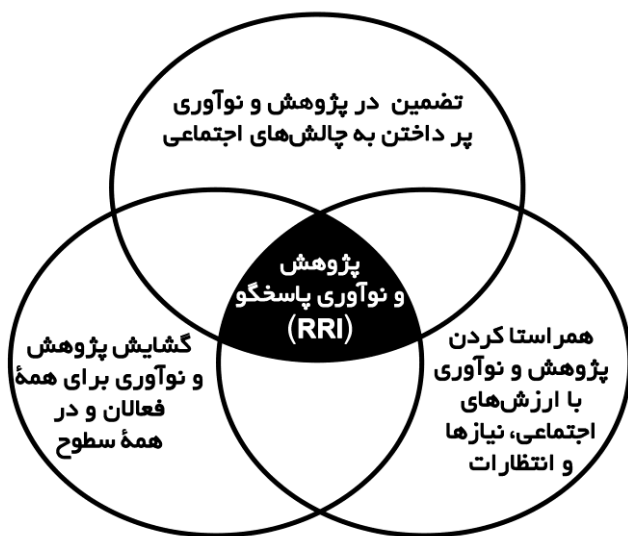 تضمین در پژوهش و نوآوری
پر داختن به چالش‌های اجتماعی
پژوهش
و نوآوری پاسخگو
(RRI)
همراستا کردن
پژوهش و نوآوری
با ارزش‌های
اجتماعی، نیازها
و انتظارات
گشایش پژوهش
و نوآوری برای همهٔ
فعالان و در
همهٔ سطوح